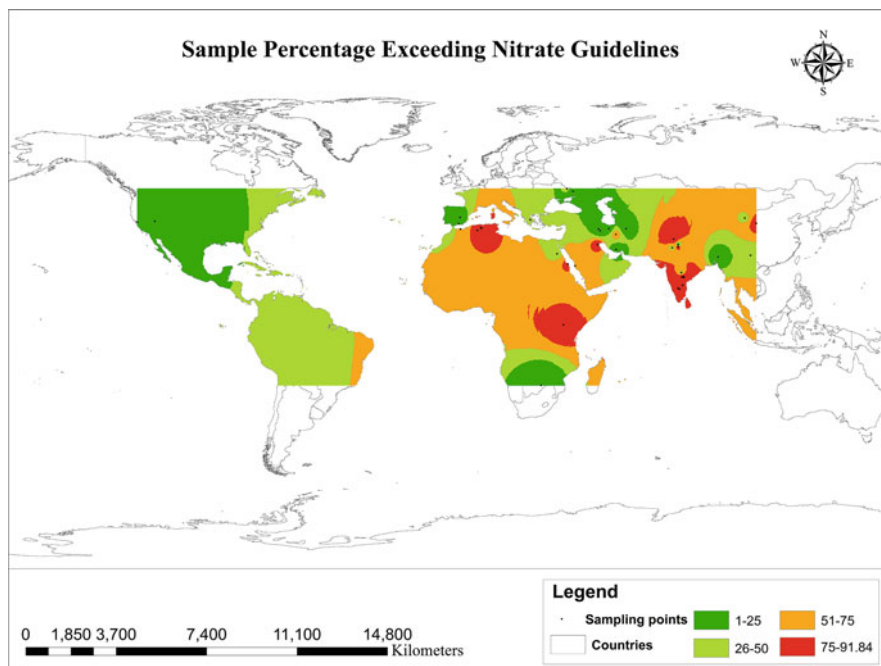 Sample Percentage Exceeding Nitrate Guidelines
N
W E
S
Legend
Sampling points
Countries
1-25
26-50
51-75
75-91.84
0 1,850 3,700 7,400 11,100 14,800
Kilometers